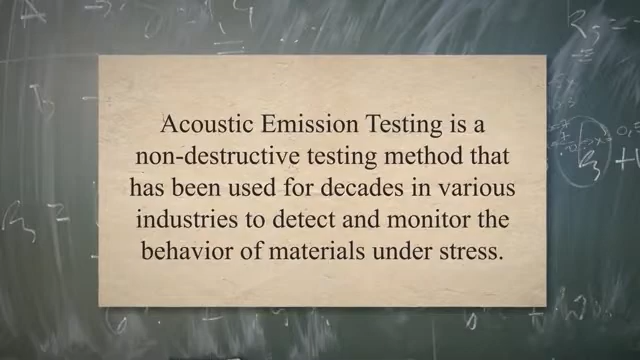 Acoustic Emission Testing is a
non-destructive testing method that
has been used for decades in various
industries to detect and monitor the
behavior of materials under stress.